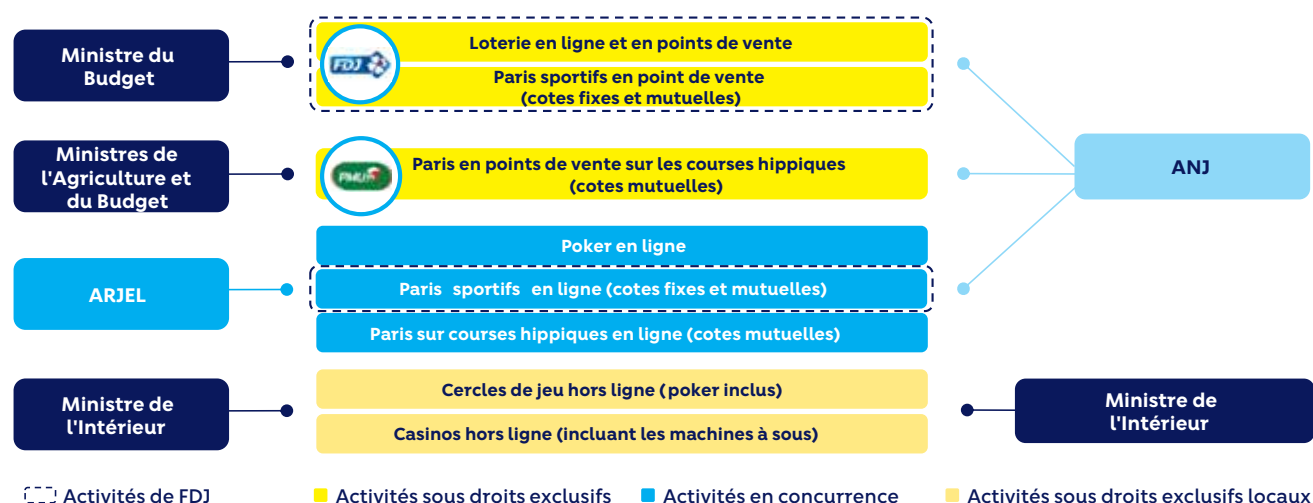 Ministre du
Budget
FDJ
Loterie en ligne et en points de vente
Paris sportifs en point de vente
(cotes fixes et mutuelles)
Ministres de
l'Agriculture et
du Budget
PMU
Paris en points de vente sur les courses hippiques
(cotes mutuelles)
ANJ
ARJEL
Poker en ligne
Paris sportifs en ligne (cotes fixes et mutuelles)
Paris sur courses hippiques en ligne (cotes mutuelles)
Ministre de
l'Intérieur
Cercles de jeu hors ligne (poker inclus)
Casinos hors ligne (incluant les machines à sous)
Ministre de
l'Intérieur
Activités de FDJ
Activités sous droits exclusifs
Activités en concurrence
Activités sous droits exclusifs locaux